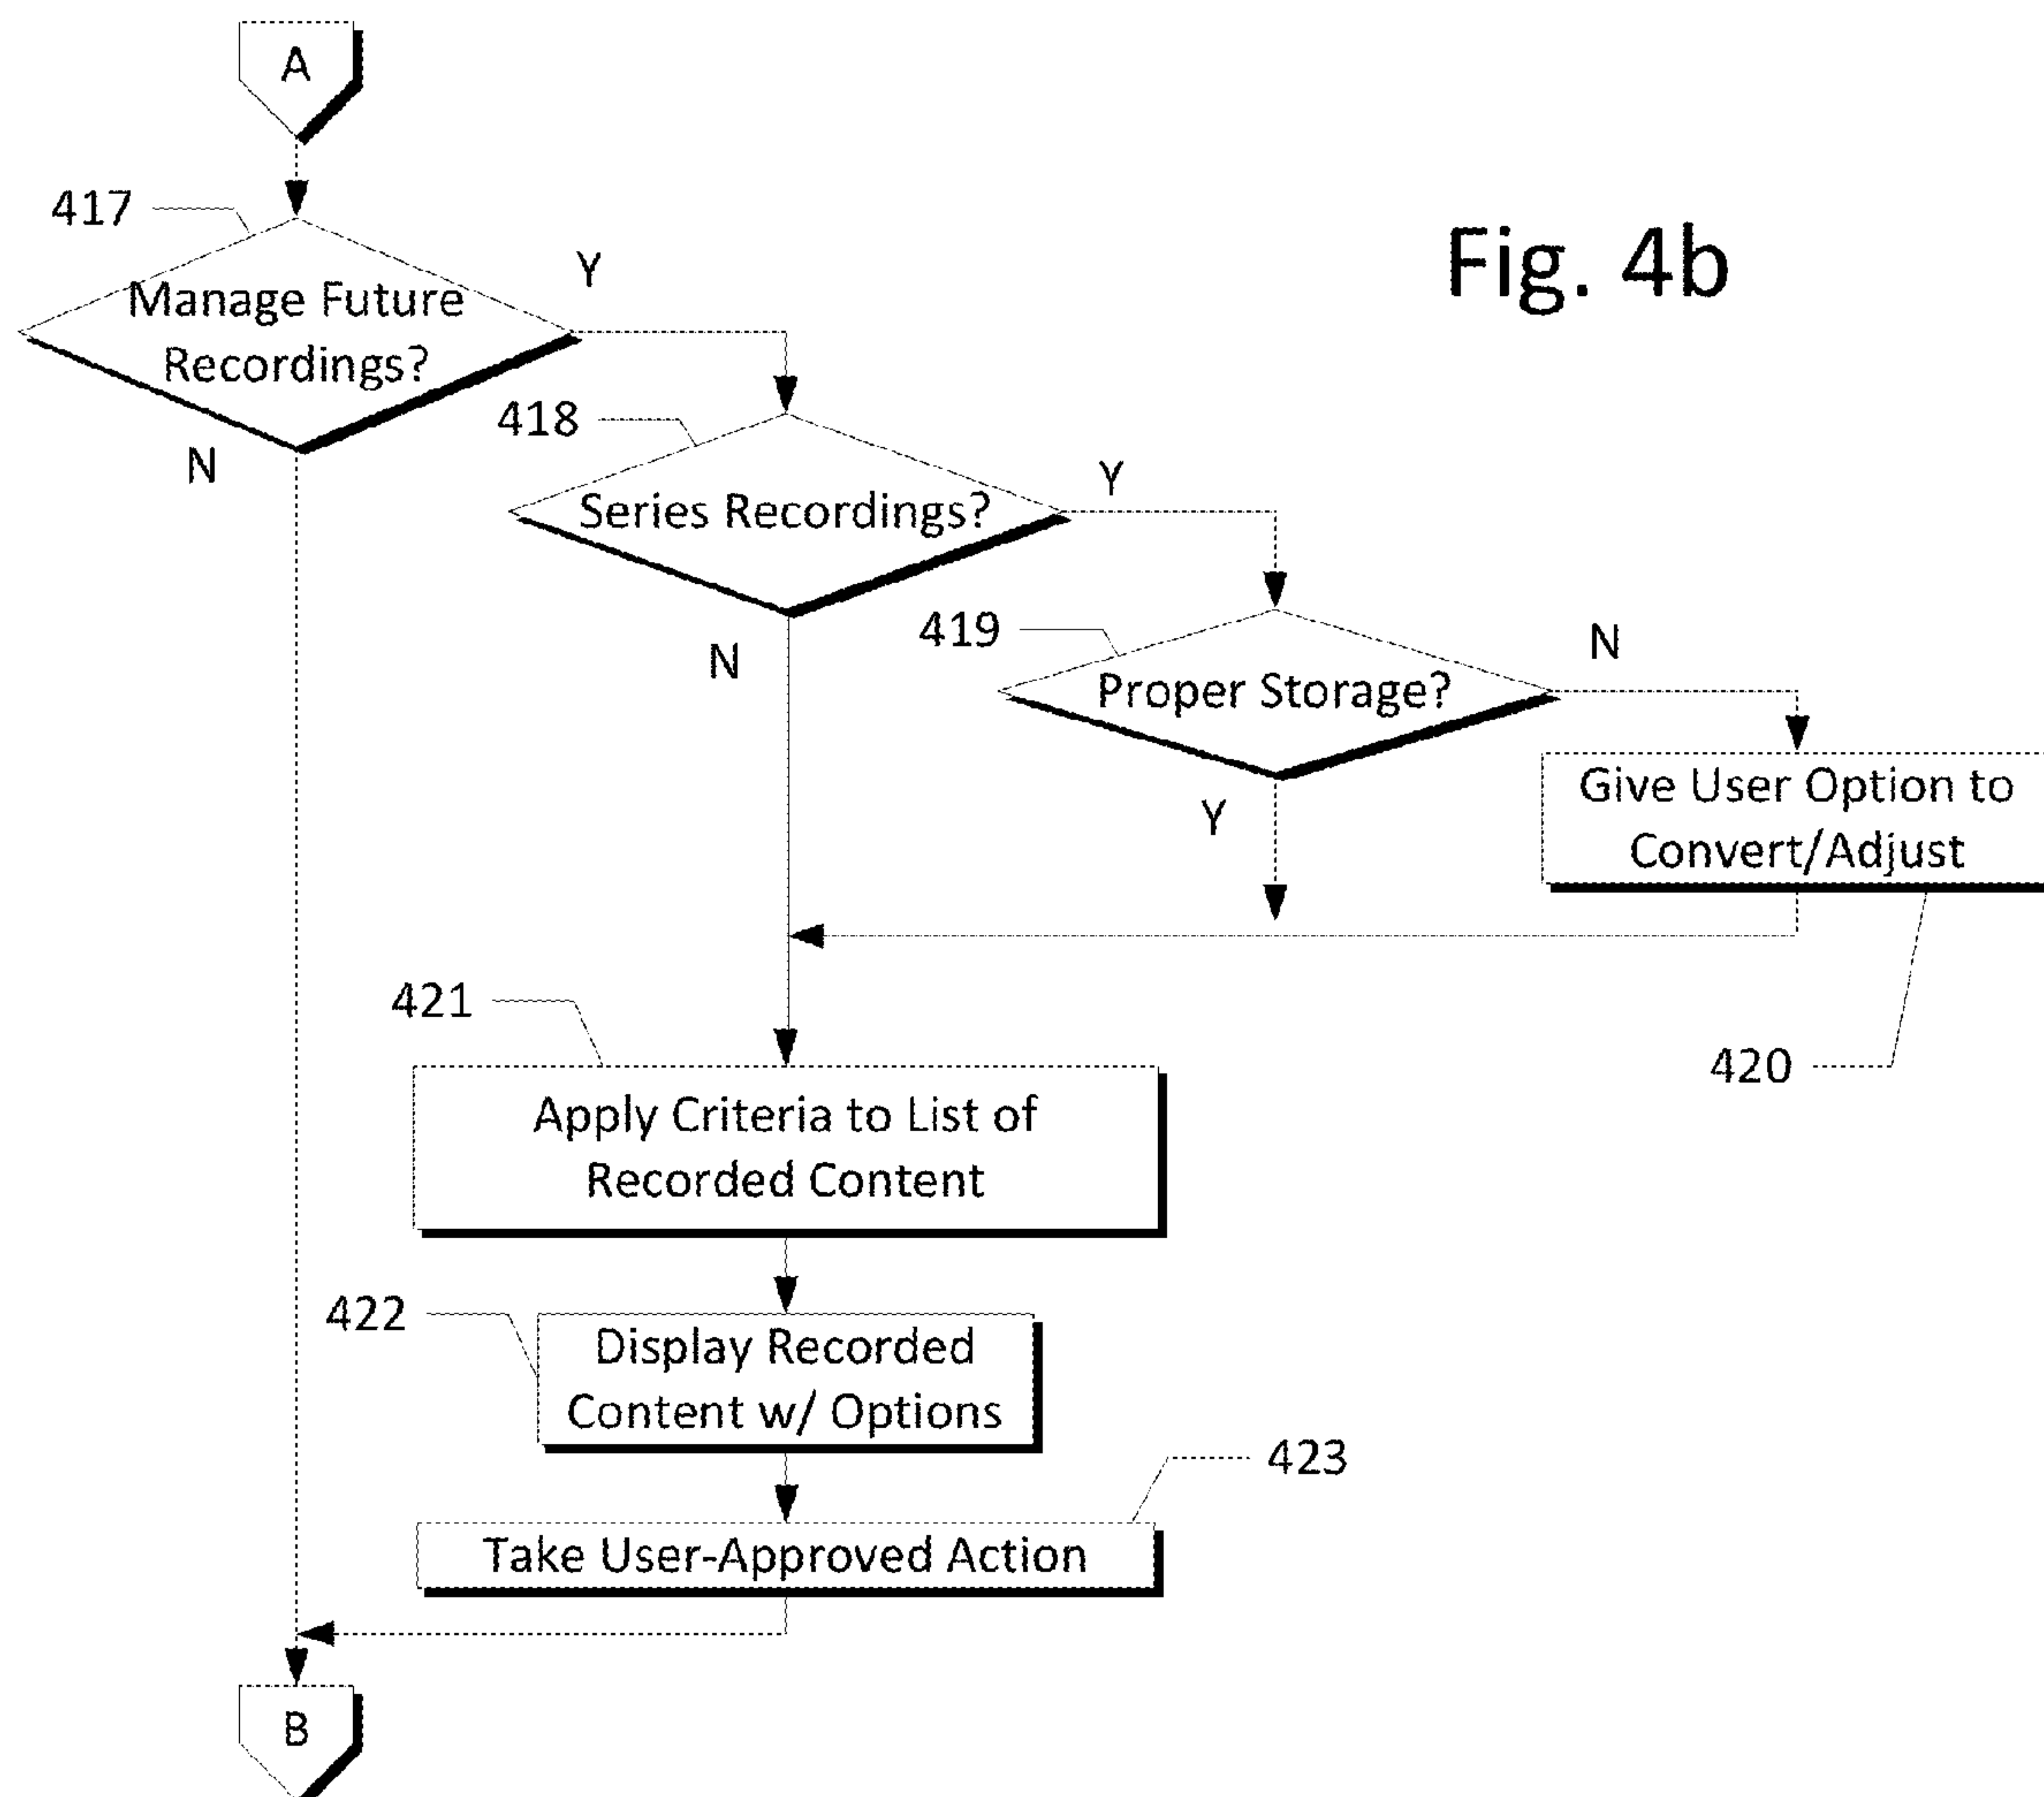 A
417
Manage Future
Recordings?
Y
N
Fig. 4b
418
Series Recordings?
Y
N
419
Proper Storage?
N
Y
Give User Option to
Convert/Adjust
420
421
Apply Criteria to List of
Recorded Content
422
Display Recorded
Content w/ Options
423
Take User-Approved Action
B